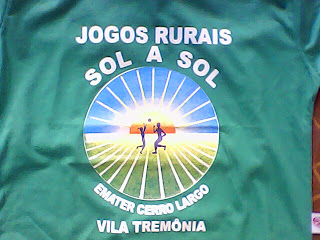 JOGOS RURAIS
SOL A SOL
EMATER CERRO LARGO
VILA TREMÔNIA